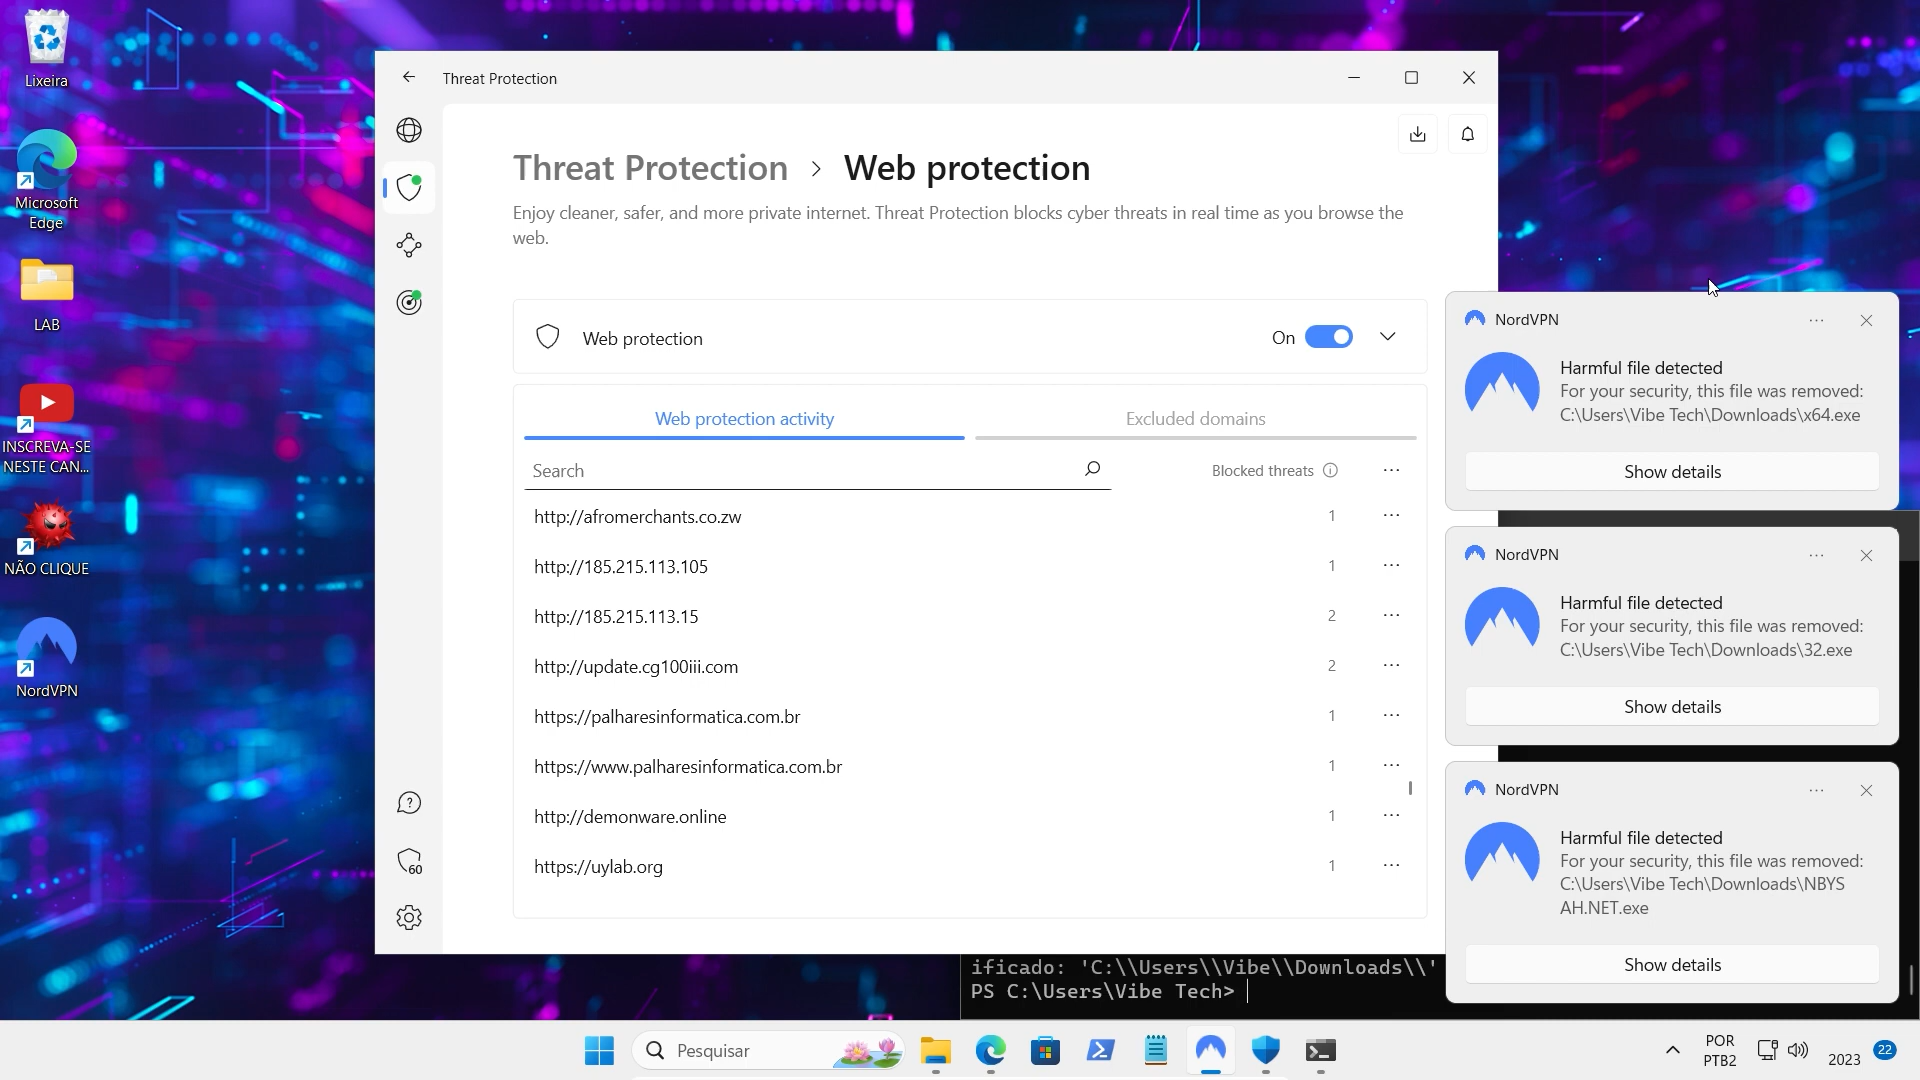 Lixeira
Microsoft
Edge
LAB
INSCREVA-SE
NESTE CAN...
NÃO CLIQUE
NordVPN
Threat Protection
Threat Protection > Web protection
Enjoy cleaner, safer, and more private internet. Threat Protection blocks cyber threats in real time as you browse the
web.
Web protection On
Web protection activity Excluded domains
Search Blocked threats
http://afromerchants.co.zw 1
http://185.215.113.105 1
http://185.215.113.15 2
http://update.cg100iii.com 2
https://palharesinformatica.com.br 1
https://www.palharesinformatica.com.br 1
http://demonware.online 1
https://uylab.org 1
60
NordVPN
Harmful file detected
For your security, this file was removed:
C:\Users\Vibe Tech\Downloads\x64.exe
Show details
NordVPN
Harmful file detected
For your security, this file was removed:
C:\Users\Vibe Tech\Downloads\32.exe
Show details
NordVPN
Harmful file detected
For your security, this file was removed:
C:\Users\Vibe Tech\Downloads\NBYS
AH.NET.exe
Show details
ificado: 'C:\\Users\\Vibe\\Downloads\\'
PS C:\Users\Vibe Tech>
Pesquisar
POR
PTB2
2023
22